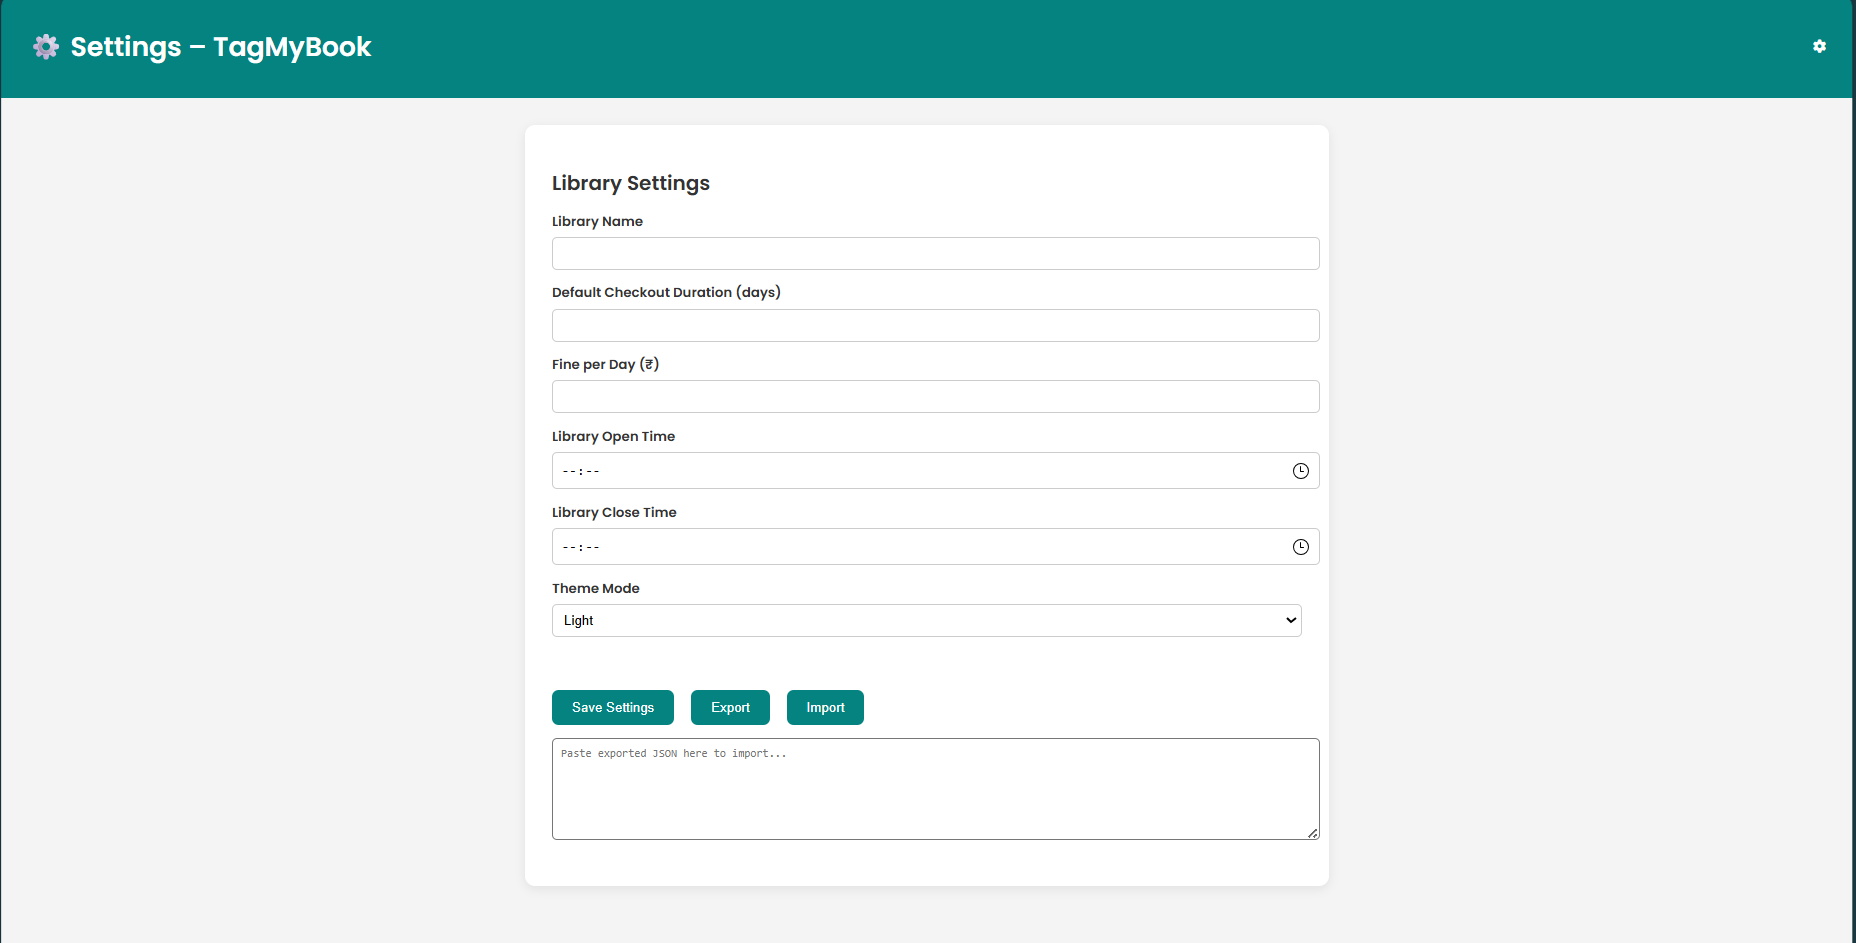 Settings – TagMyBook
Library Settings
Library Name
Default Checkout Duration (days)
Fine per Day (₹)
Library Open Time
--:--
Library Close Time
--:--
Theme Mode
Light
Save Settings Export Import
Paste exported JSON here to import...